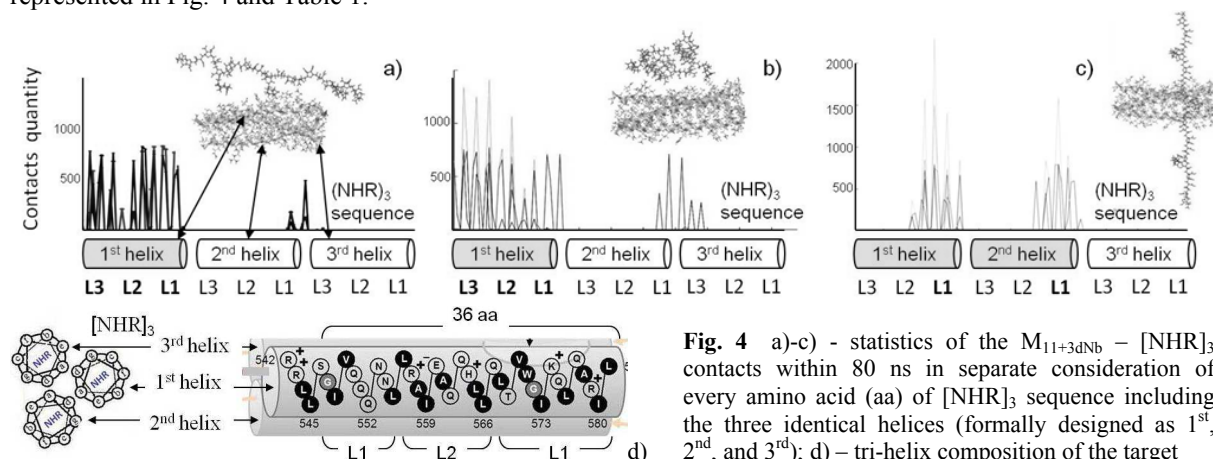 represented in Fig. 4 and Table 1.
a)
b)
c)
Contacts quantity
1000
500
(NHR)3
sequence
1st helix
2nd helix
3rd helix
L3 L2 L1 L3 L2 L1 L3 L2 L1
1000
500
(NHR)3
sequence
1st helix
2nd helix
3rd helix
L3 L2 L1 L3 L2 L1 L3 L2 L1
2000
1500
1000
500
(NHR)3
sequence
1st helix
2nd helix
3rd helix
L3 L2 L1 L3 L2 L1 L3 L2 L1
[NHR]3
3rd helix
1st helix
2nd helix
NHR
NHR
NHR
36 aa
542
545 552 559 566 573 580
L1 L2 L1
d)
Fig. 4 a)-c) - statistics of the M11+3dNb – [NHR]3
contacts within 80 ns in separate consideration of
every amino acid (aa) of [NHR]3 sequence including
the three identical helices (formally designed as 1st,
2nd, and 3rd); d) – tri-helix composition of the target